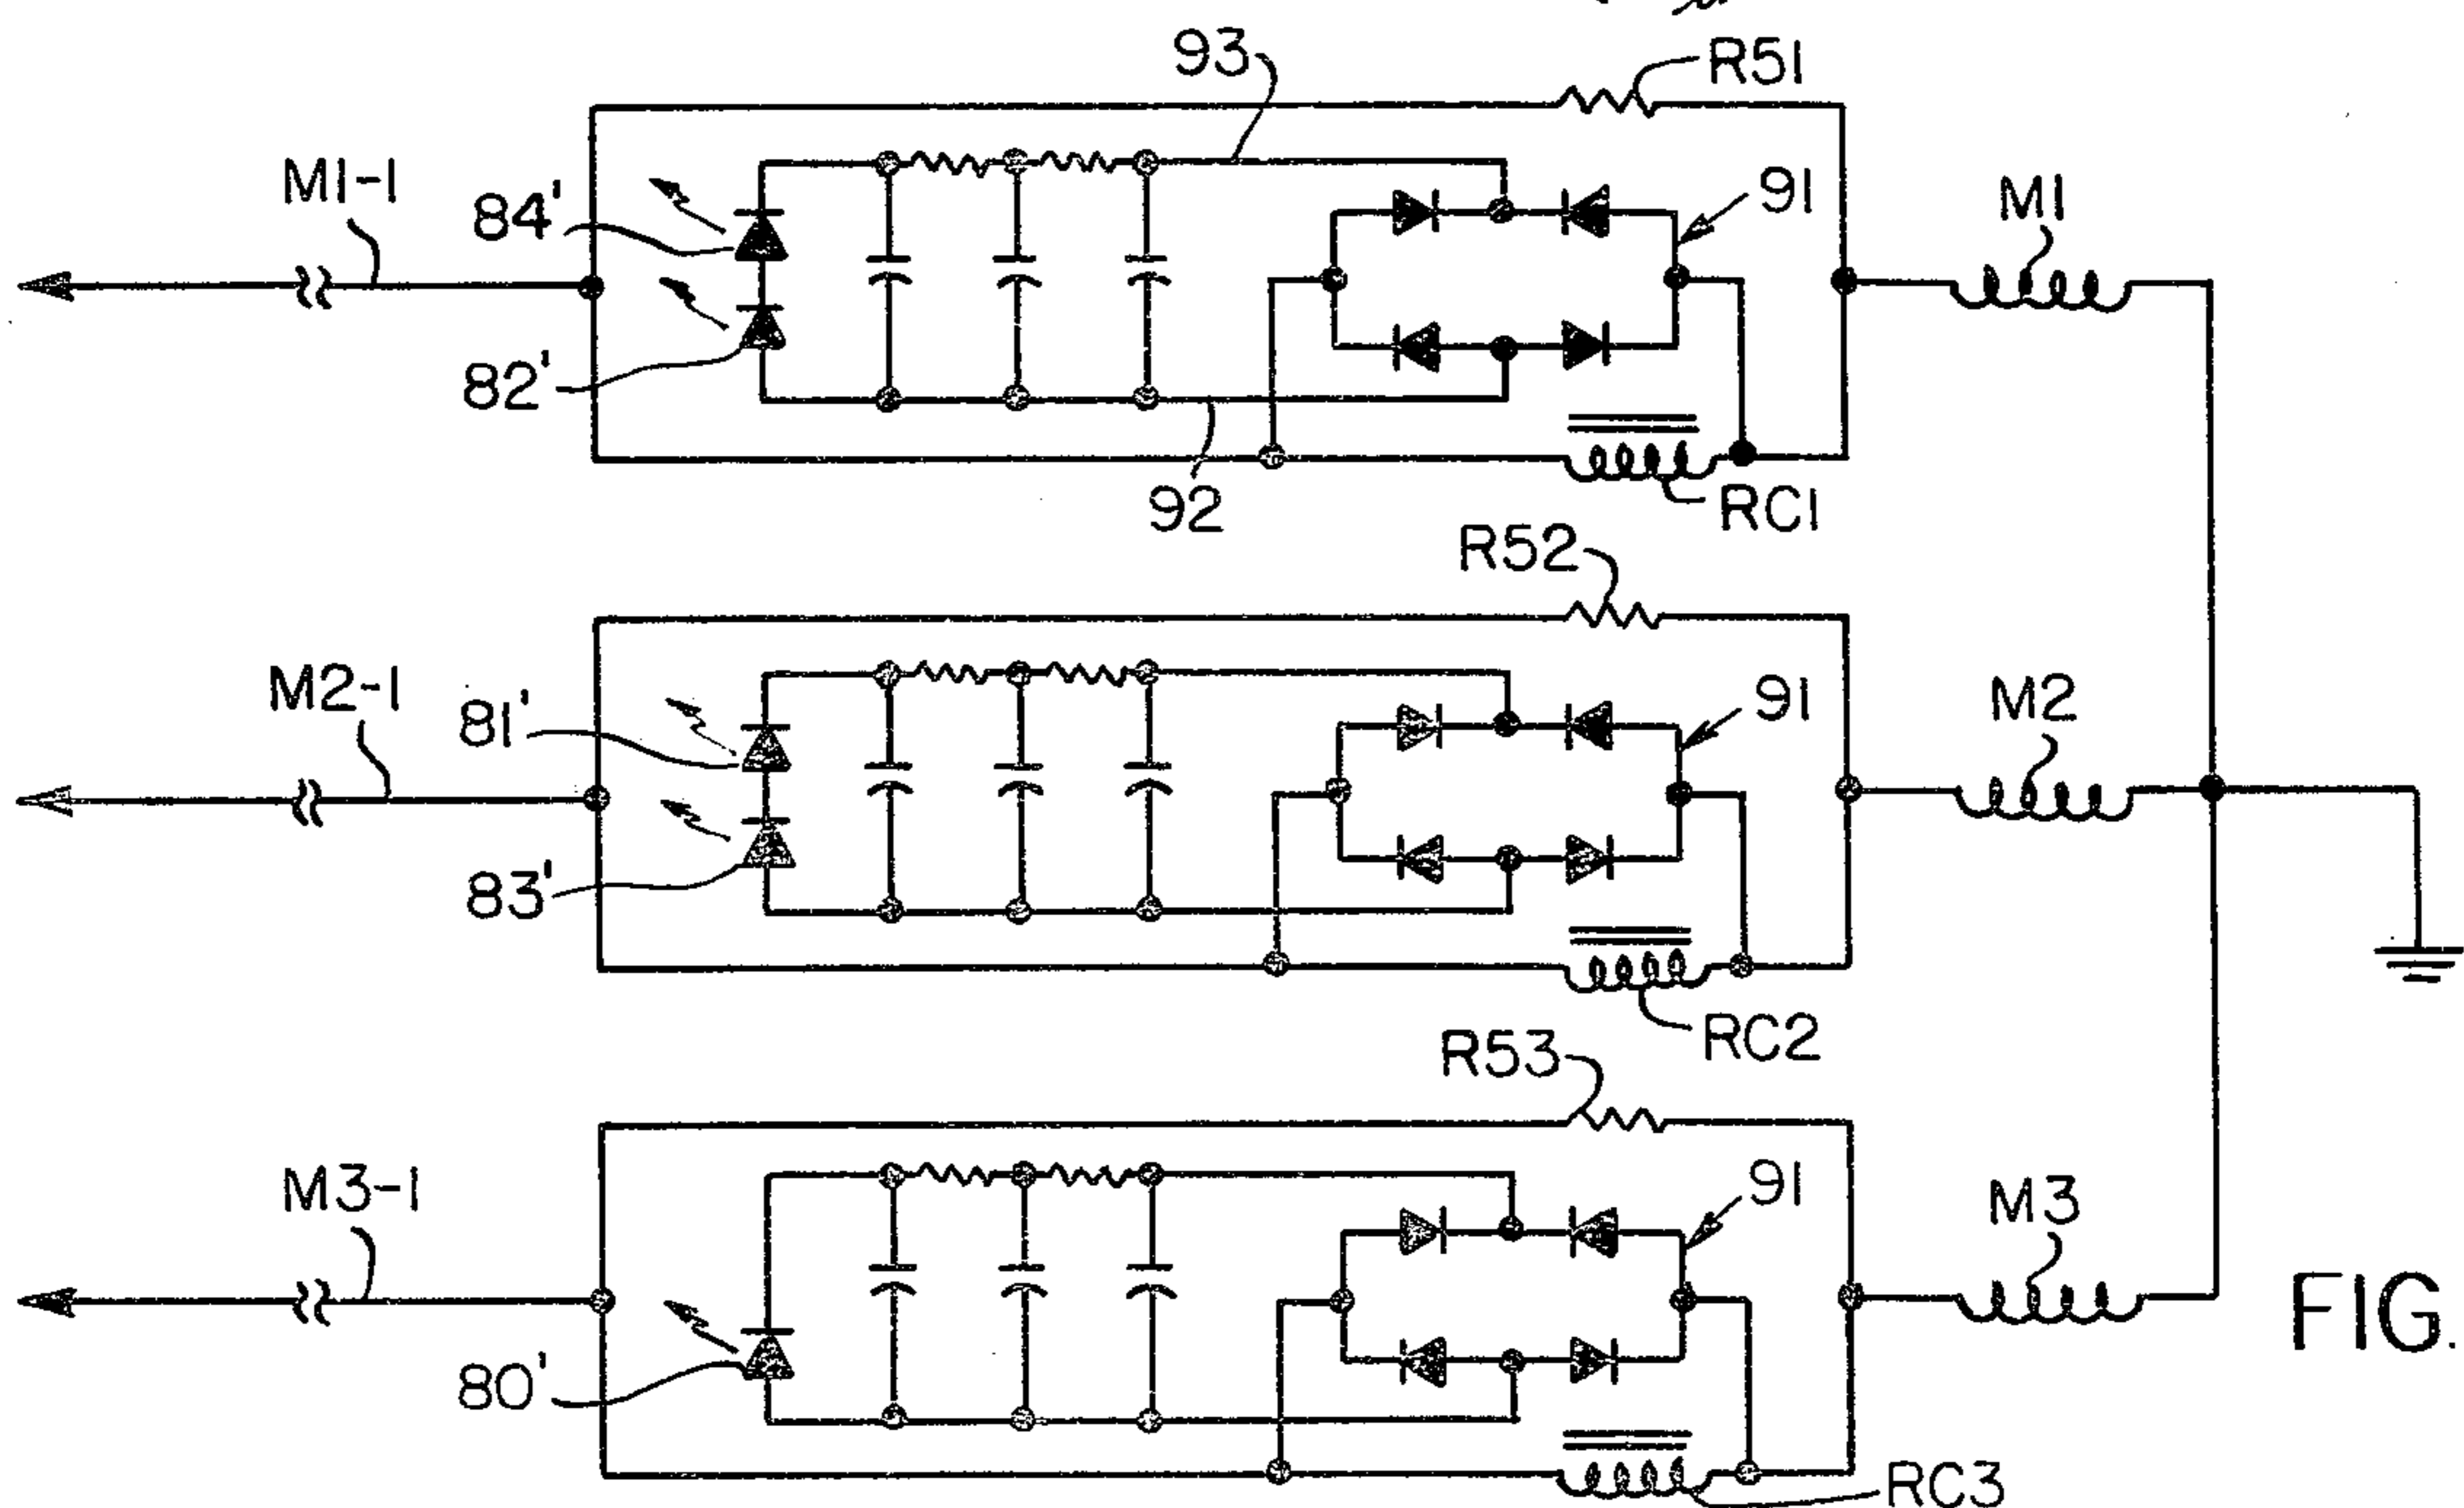 93
R51
M1-1
84'
91
M1
82'
92
RC1
R52
M2-1
81'
91
M2
83'
RC2
R53
M3-1
91
M3
80'
FIG.
RC3